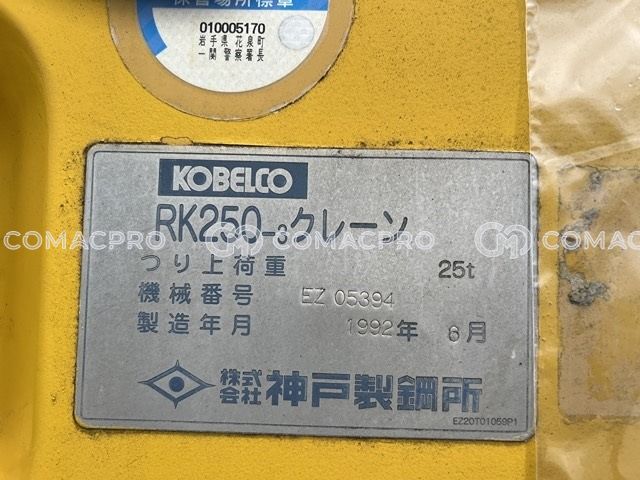 保管場所標章
010005170
岩手県 花泉町
一関警察署長
KOBELCO
RK250-3クレーン
COMACPRO COMACPRO COMACPRO
つり上荷重 25t
機械番号 EZ 05394
製造年月 1992年 6月
株式会社 神戸製鋼所
EZ20T01059P1